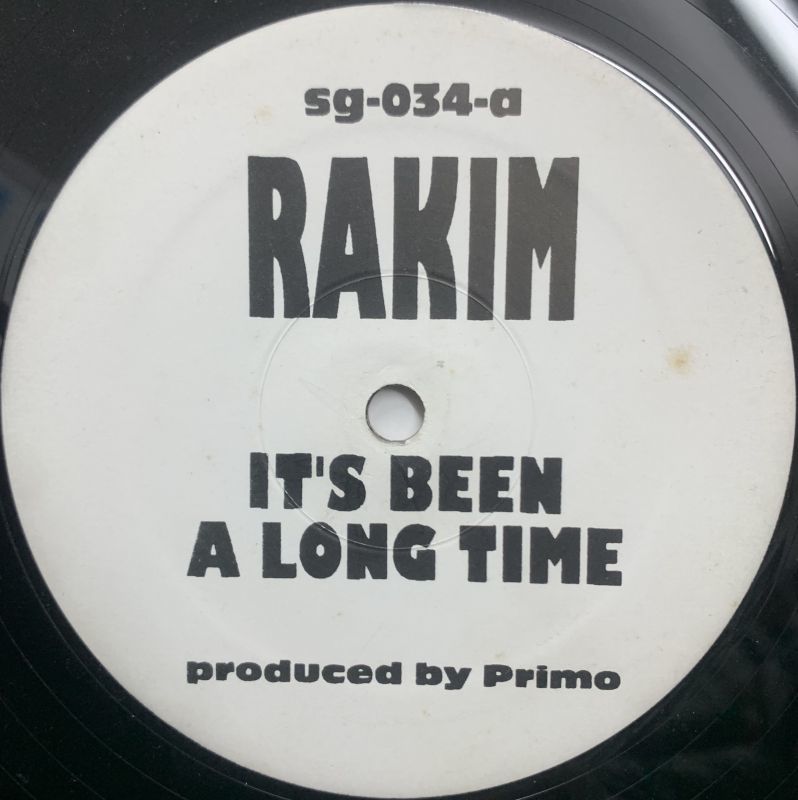 sg-034-a
RAKIM
IT'S BEEN
A LONG TIME
produced by Primo